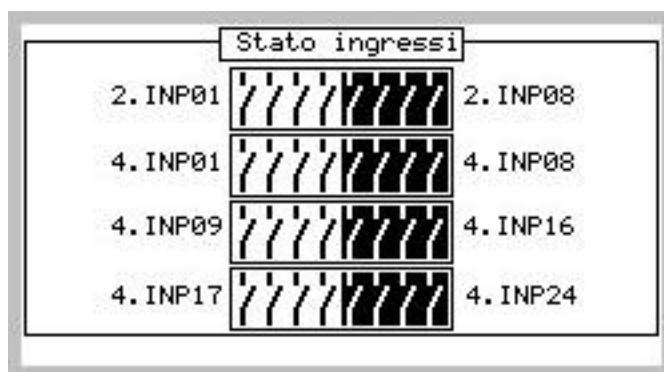 Stato ingressi
2.INP01 2.INP08
4.INP01 4.INP08
4.INP09 4.INP16
4.INP17 4.INP24